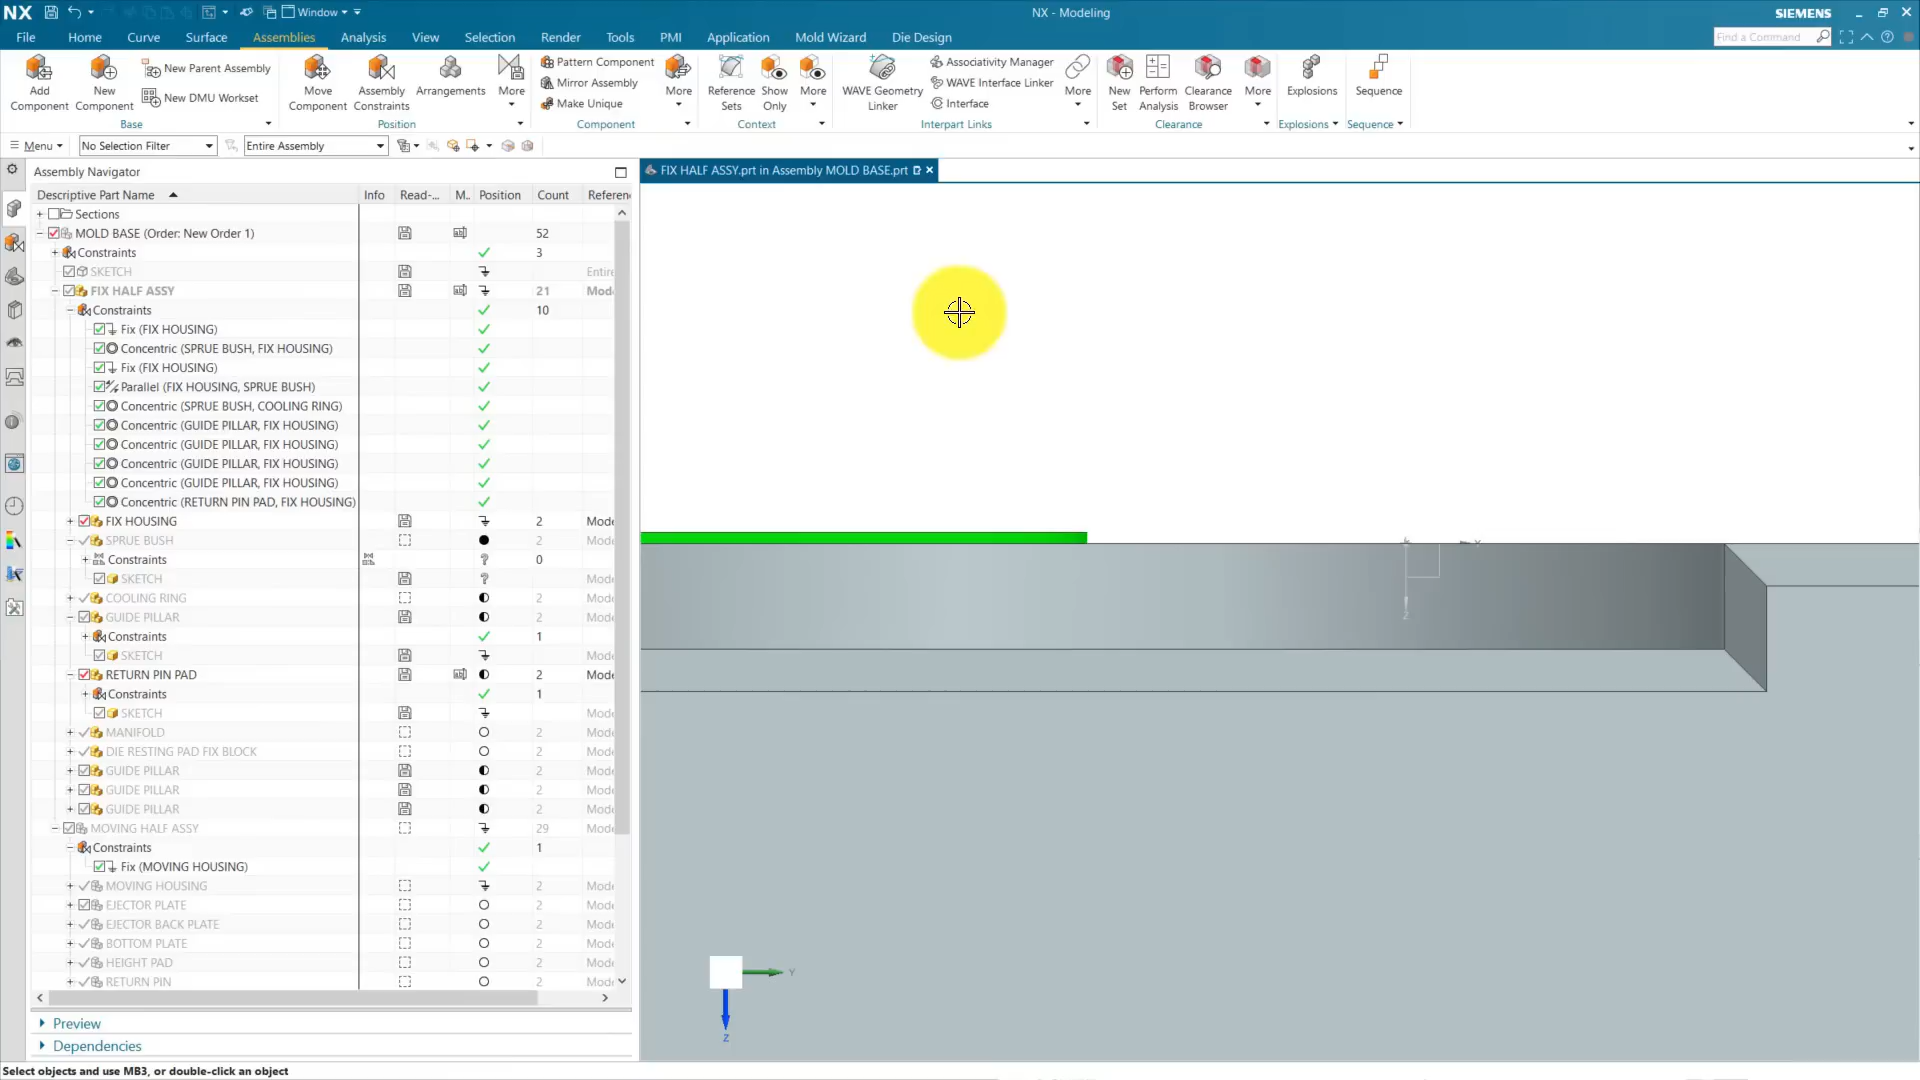 NX
Window
NX - Modeling
SIEMENS
File Home Curve Surface Assemblies Analysis View Selection Render Tools PMI Application Mold Wizard Die Design
Find a Command
Add Component
New Component
New Parent Assembly
New DMU Workset
Base
Move Component
Assembly Constraints
Arrangements
More
Position
Pattern Component
Mirror Assembly
Make Unique
More
Component
Reference Sets
Show Only
More
Context
WAVE Geometry Linker
Associativity Manager
WAVE Interface Linker
Interface
More
Interpart Links
New Set
Perform Analysis
Clearance Browser
More
Clearance
Explosions
Explosions
Sequence
Sequence
Menu
No Selection Filter
Entire Assembly
Assembly Navigator
FIX HALF ASSY.prt in Assembly MOLD BASE.prt
Descriptive Part Name Info Read-... M.. Position Count Referen
Sections
MOLD BASE (Order: New Order 1) 52
Constraints 3
SKETCH Entire
FIX HALF ASSY 21 Mode
Constraints 10
Fix (FIX HOUSING)
Concentric (SPRUE BUSH, FIX HOUSING)
Fix (FIX HOUSING)
Parallel (FIX HOUSING, SPRUE BUSH)
Concentric (SPRUE BUSH, COOLING RING)
Concentric (GUIDE PILLAR, FIX HOUSING)
Concentric (GUIDE PILLAR, FIX HOUSING)
Concentric (GUIDE PILLAR, FIX HOUSING)
Concentric (GUIDE PILLAR, FIX HOUSING)
Concentric (RETURN PIN PAD, FIX HOUSING)
FIX HOUSING 2 Mode
SPRUE BUSH 2 Mode
Constraints ? 0
SKETCH ? Mode
COOLING RING 2 Mode
GUIDE PILLAR 2 Mode
Constraints 1
SKETCH Mode
RETURN PIN PAD 2 Mode
Constraints 1
SKETCH Mode
MANIFOLD 2 Mode
DIE RESTING PAD FIX BLOCK 2 Mode
GUIDE PILLAR 2 Mode
GUIDE PILLAR 2 Mode
GUIDE PILLAR 2 Mode
MOVING HALF ASSY 29 Mode
Constraints 1
Fix (MOVING HOUSING)
MOVING HOUSING 2 Mode
EJECTOR PLATE 2 Mode
EJECTOR BACK PLATE 2 Mode
BOTTOM PLATE 2 Mode
HEIGHT PAD 2 Mode
RETURN PIN 2 Mode
Y
Z
Preview
Dependencies
Select objects and use MB3, or double-click an object